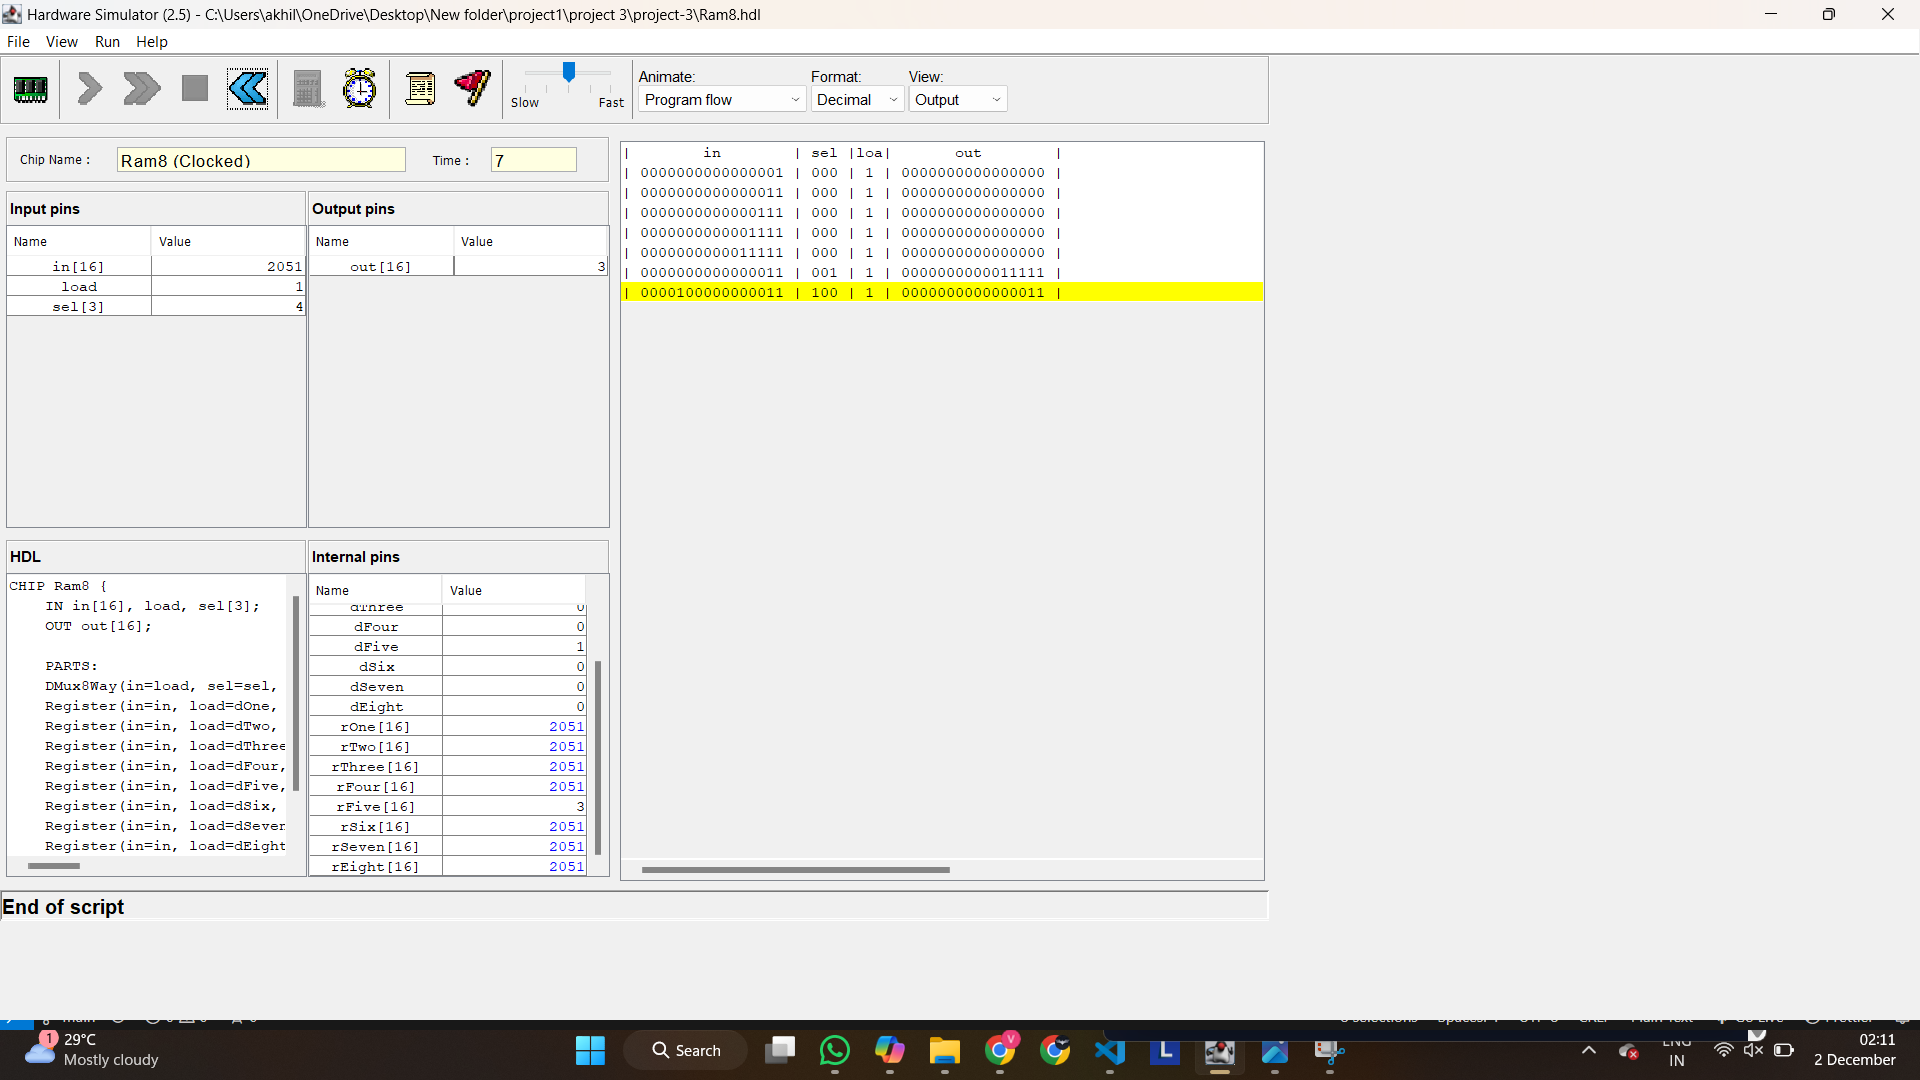 Hardware Simulator (2.5) - C:\Users\akhil\OneDrive\Desktop\New folder\project1\project 3\project-3\Ram8.hdl
File View Run Help
Slow Fast
Animate: Format: View:
Program flow Decimal Output
Chip Name : Ram8 (Clocked) Time : 7
Input pins
Name Value
in[16] 2051
load 1
sel[3] 4
Output pins
Name Value
out[16] 3
HDL
CHIP Ram8 {
IN in[16], load, sel[3];
OUT out[16];
PARTS:
DMux8Way(in=load, sel=sel,
Register(in=in, load=dOne,
Register(in=in, load=dTwo,
Register(in=in, load=dThree
Register(in=in, load=dFour,
Register(in=in, load=dFive,
Register(in=in, load=dSix,
Register(in=in, load=dSeven
Register(in=in, load=dEight
Internal pins
Name Value
dThree 0
dFour 0
dFive 1
dSix 0
dSeven 0
dEight 0
rOne[16] 2051
rTwo[16] 2051
rThree[16] 2051
rFour[16] 2051
rFive[16] 3
rSix[16] 2051
rSeven[16] 2051
rEight[16] 2051
| in | sel |loa| out |
| 0000000000000001 | 000 | 1 | 0000000000000000 |
| 0000000000000011 | 000 | 1 | 0000000000000000 |
| 0000000000000111 | 000 | 1 | 0000000000000000 |
| 0000000000001111 | 000 | 1 | 0000000000000000 |
| 0000000000011111 | 000 | 1 | 0000000000000000 |
| 0000000000000011 | 001 | 1 | 0000000000011111 |
| 0000100000000011 | 100 | 1 | 0000000000000011 |
End of script
1
29°C
Mostly cloudy
Search
V
L
ENG
IN
02:11
2 December